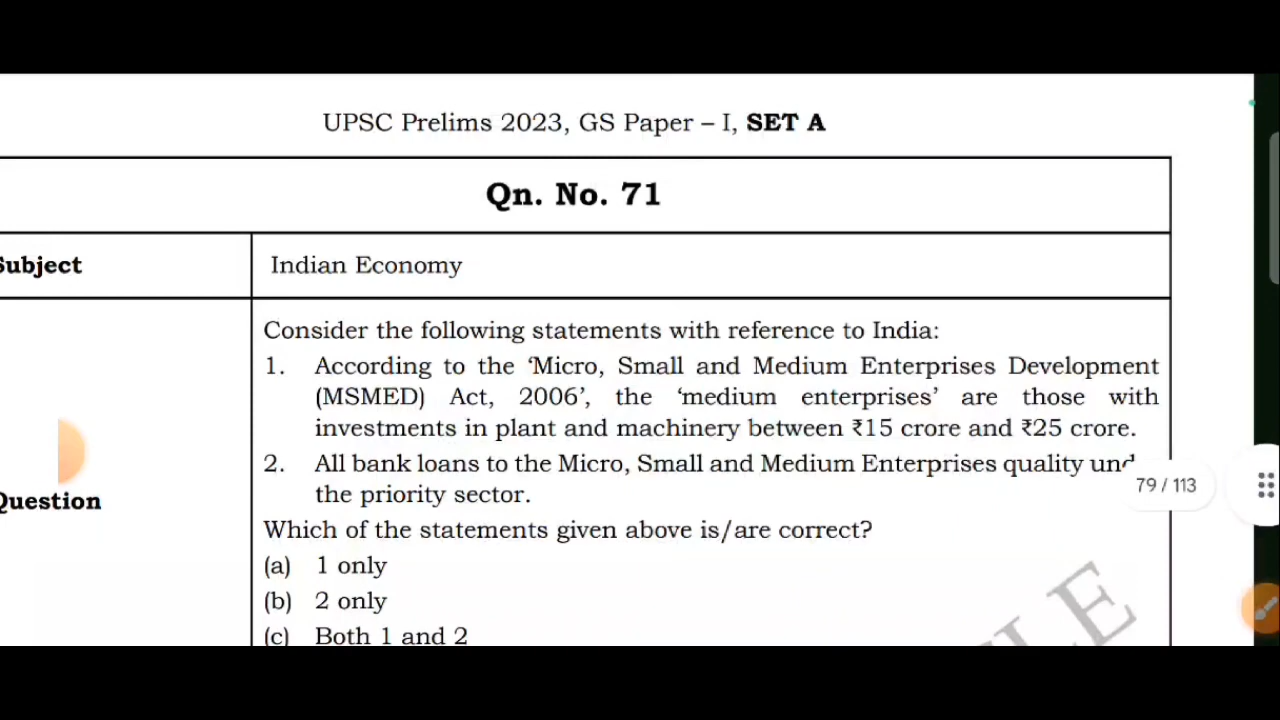 UPSC Prelims 2023, GS Paper – I, SET A
Qn. No. 71
Subject
Indian Economy
Consider the following statements with reference to India:
1. According to the ‘Micro, Small and Medium Enterprises Development
(MSMED) Act, 2006’, the ‘medium enterprises’ are those with
investments in plant and machinery between ₹15 crore and ₹25 crore.
2. All bank loans to the Micro, Small and Medium Enterprises quality
the priority sector.
79 / 113
Question
Which of the statements given above is/are correct?
(a) 1 only
(b) 2 only
(c) Both 1 and 2